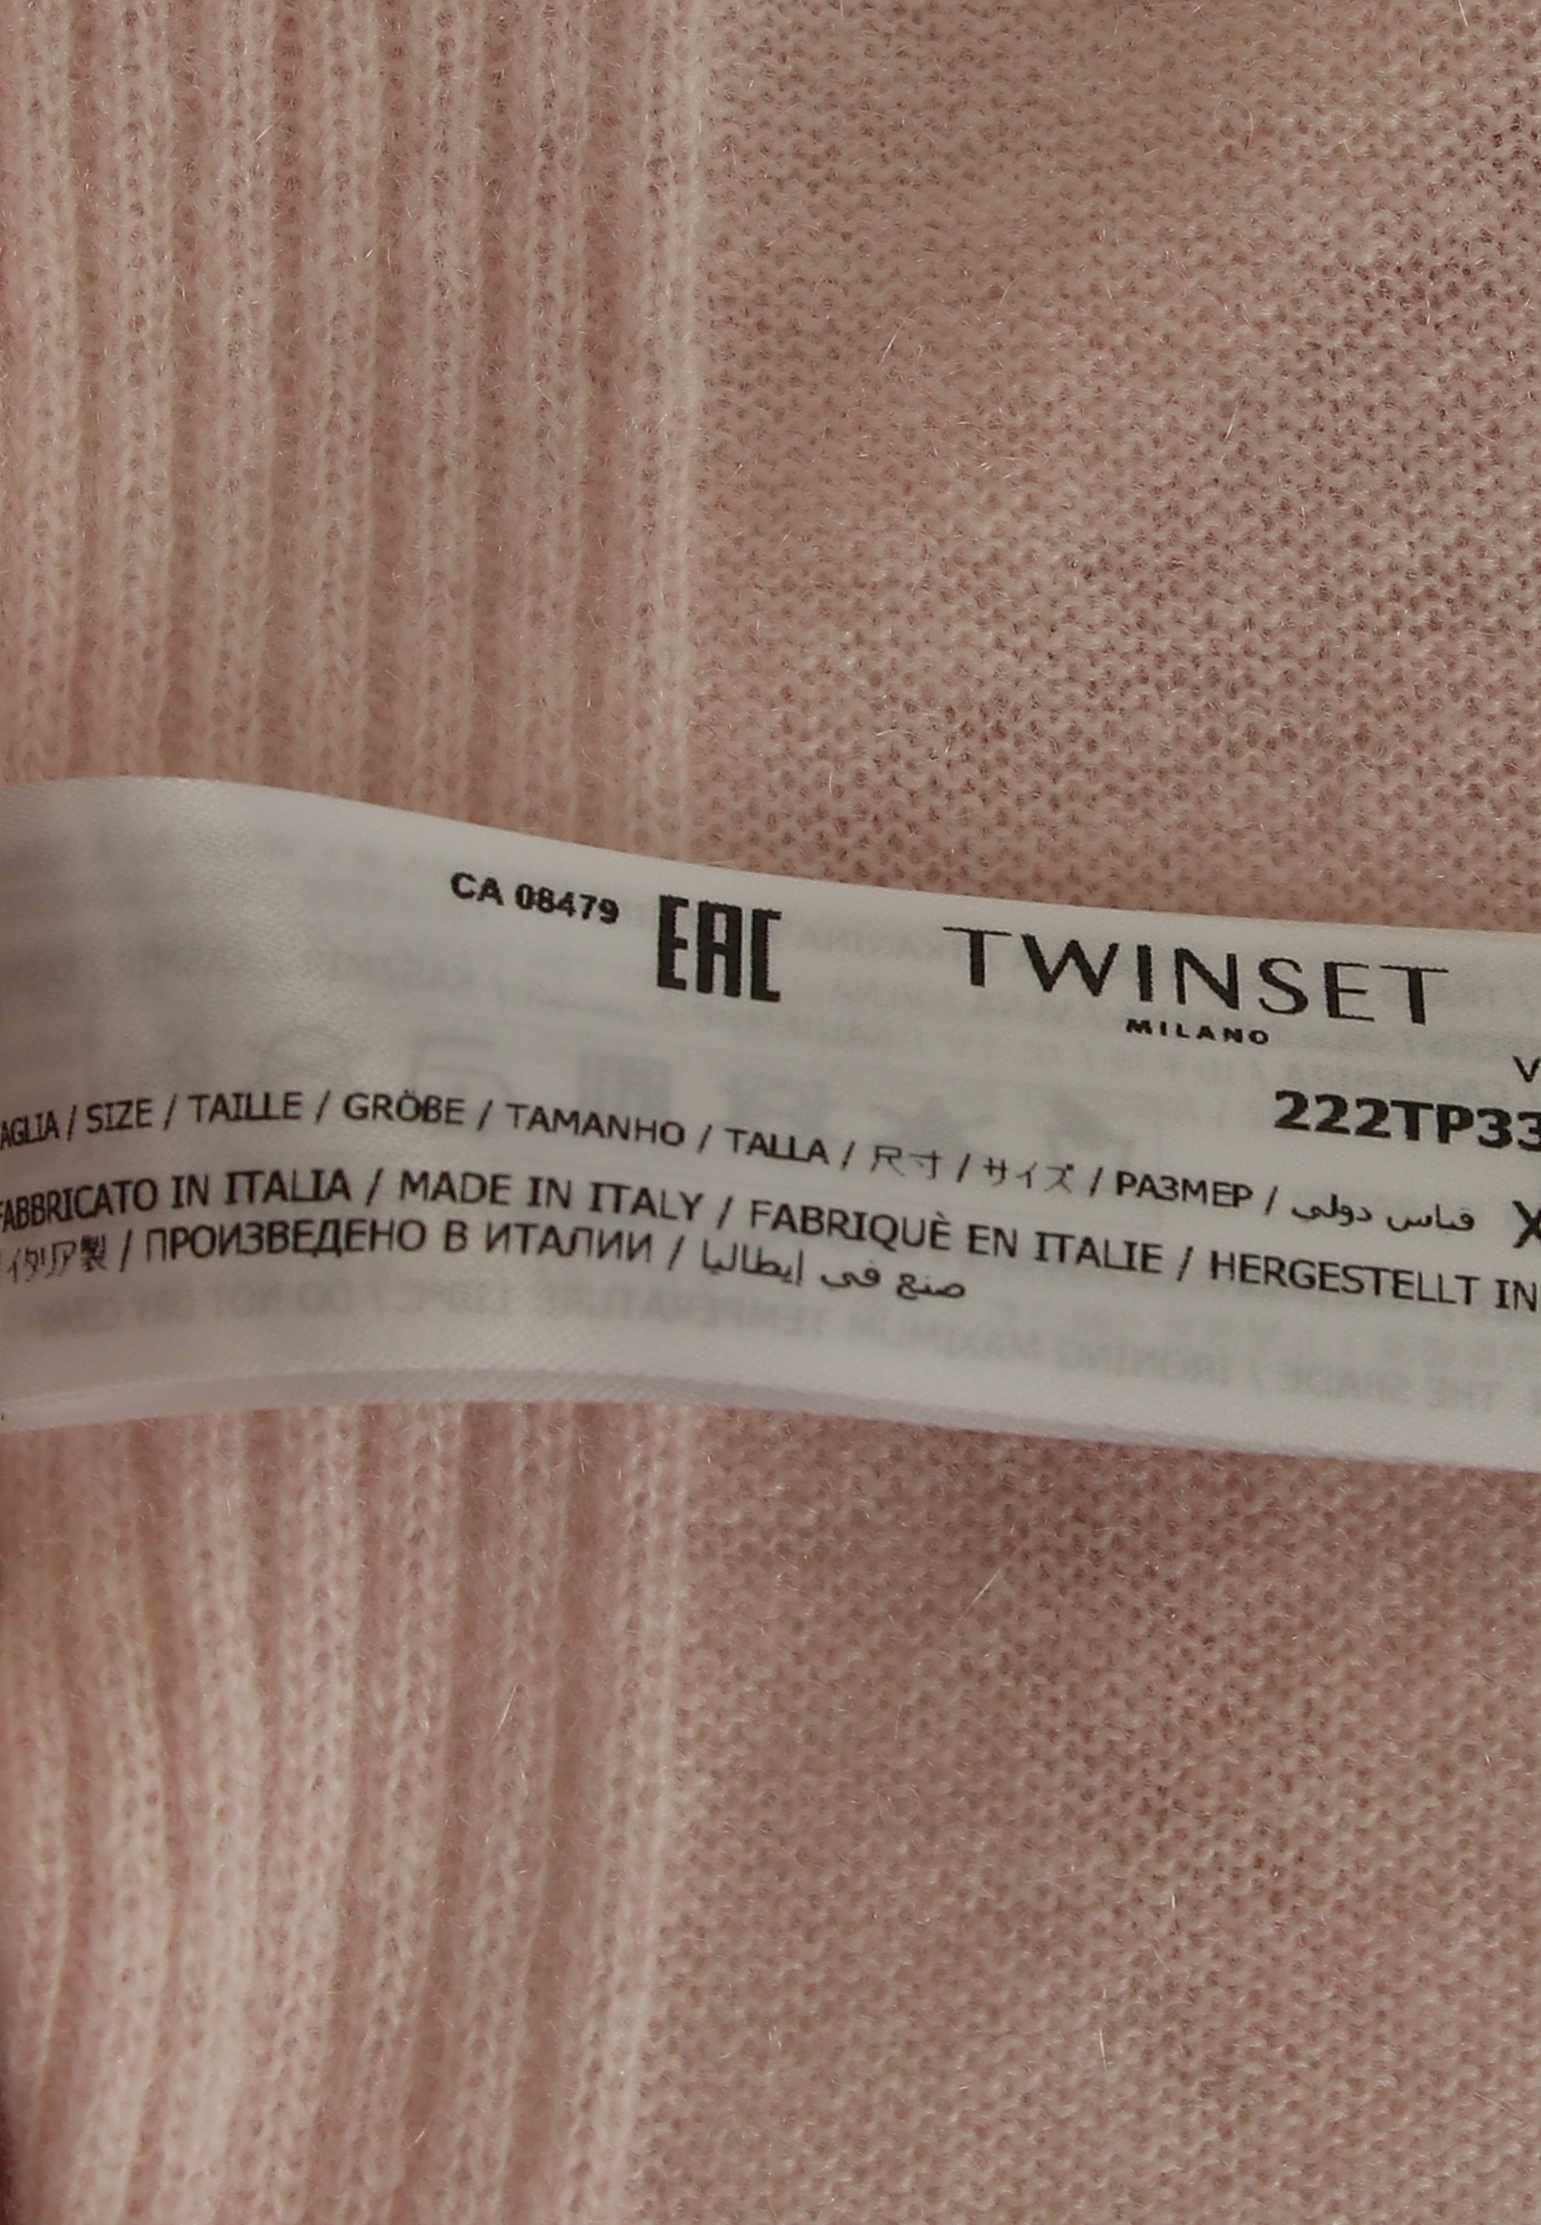 CA 08479 EAC TWINSET
MILANO
V
222TP33
AGLIA / SIZE / TAILLE / GRÖBE / TAMANHO / TALLA / 尺寸 / サイズ / РАЗМЕР / قياس دولي X
FABBRICATO IN ITALIA / MADE IN ITALY / FABRIQUÈ EN ITALIE / HERGESTELLT IN
イタリア製 / ПРОИЗВЕДЕНО В ИТАЛИИ / صنع في إيطاليا